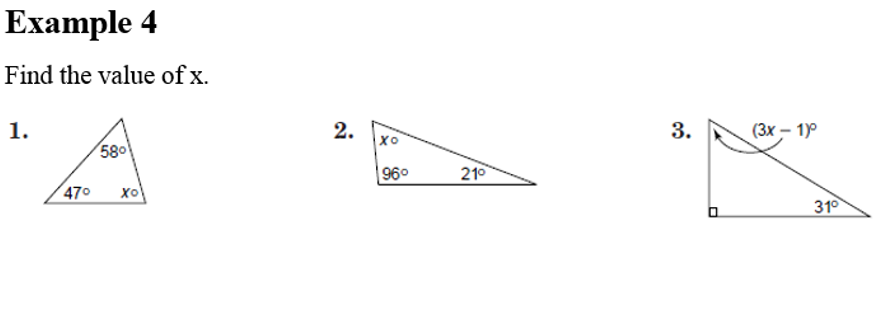 Example 4
Find the value of x.
1.
58°
47°
x°
2.
x°
96°
21°
3.
(3x – 1)°
31°